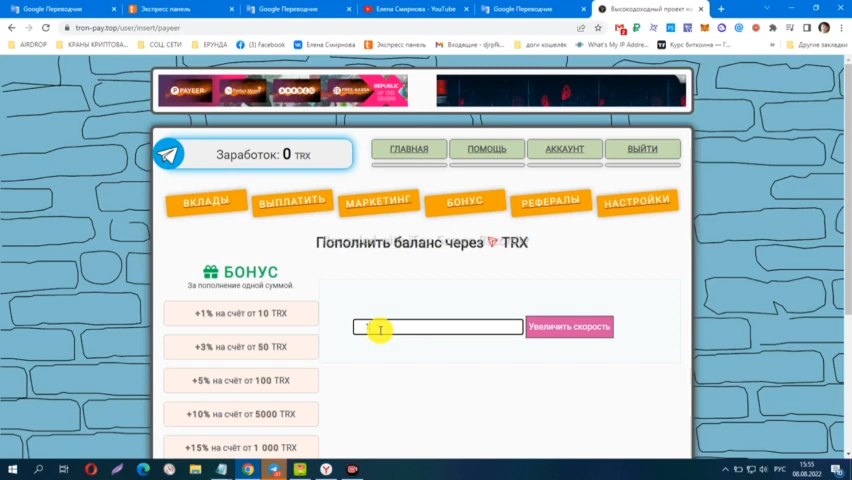 Google Переводчик
Экспресс панель
Google Переводчик
Елена Смирнова - YouTube
Google Переводчик
Высокодоходный проект
tron-pay.top/user/insert/payeer
AIRDROP
КРАНЫ КРИПТОВА...
СОЦ. СЕТИ
ЕРУНДА
(3) Facebook
Елена Смирнова
Экспресс панель
Входящие -
доги кошелёк
What's My IP Address...
Курс биткоина —
Другие закладки
PAYEER
REPUBLIC
Заработок: 0 TRX
ГЛАВНАЯ
ПОМОЩЬ
АККАУНТ
ВЫЙТИ
ВКЛАДЫ
ВЫПЛАТИТЬ
МАРКЕТИНГ
БОНУС
РЕФЕРАЛЫ
НАСТРОЙКИ
Пополнить баланс через TRX
БОНУС
За пополнение одной суммой.
+1% на счёт от 10 TRX
Увеличить скорость
+3% на счёт от 50 TRX
+5% на счёт от 100 TRX
+10% на счёт от 5000 TRX
+15% на счёт от 1 000 TRX
РУС
15:55
08.08.2022